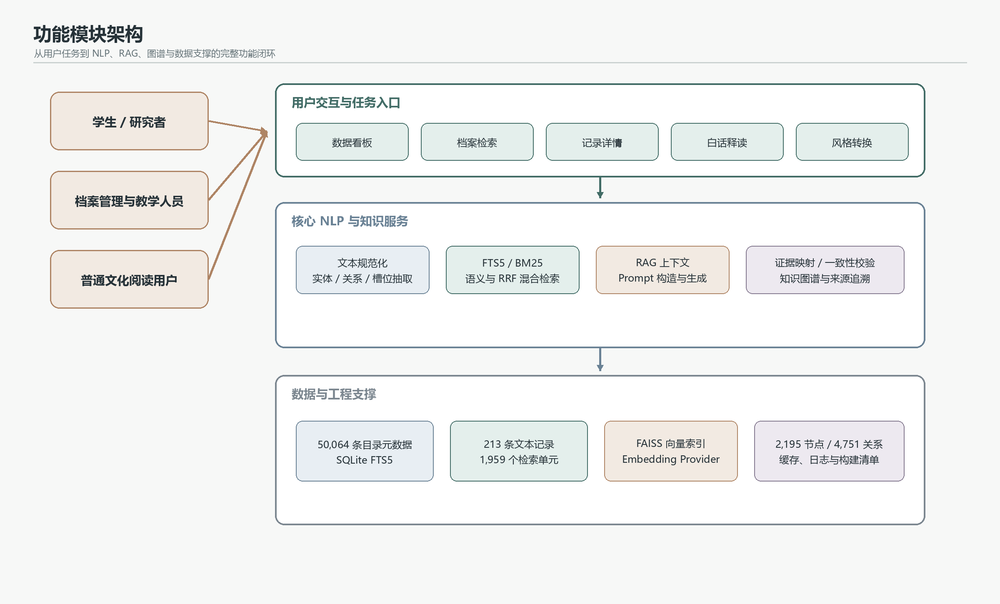 功能模块架构
从用户任务到 NLP、RAG、图谱与数据支撑的完整功能闭环
学生 / 研究者
档案管理与教学人员
普通文化阅读用户
用户交互与任务入口
数据看板
档案检索
记录详情
白话释读
风格转换
核心 NLP 与知识服务
文本规范化
实体 / 关系 / 槽位抽取
FTS5 / BM25
语义与 RRF 混合检索
RAG 上下文
Prompt 构造与生成
证据映射 / 一致性校验
知识图谱与来源追溯
数据与工程支撑
50,064 条目录元数据
SQLite FTS5
213 条文本记录
1,959 个检索单元
FAISS 向量索引
Embedding Provider
2,195 节点 / 4,751 关系
缓存、日志与构建清单